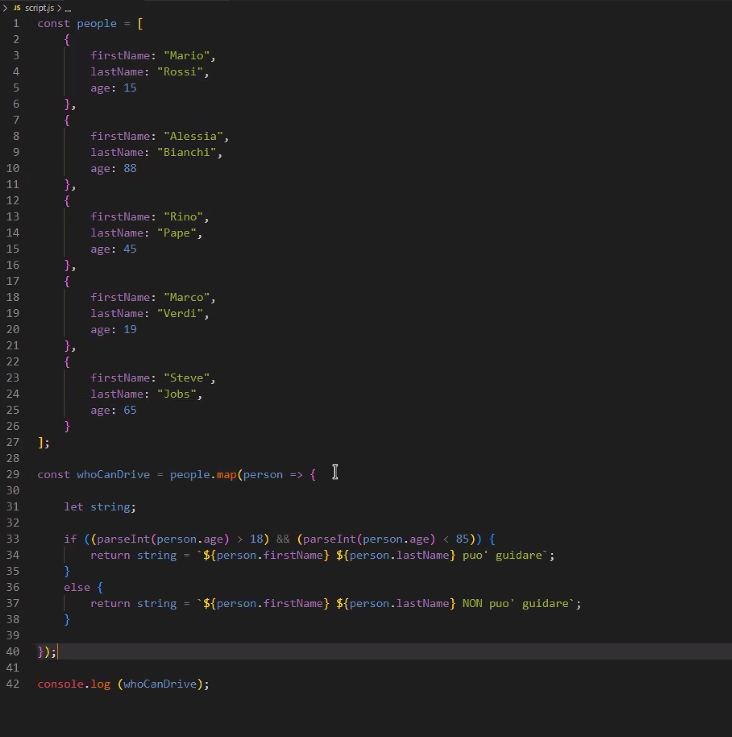 JS script.js > ...
1 const people = [
2     {
3         firstName: "Mario",
4         lastName: "Rossi",
5         age: 15
6     },
7     {
8         firstName: "Alessia",
9         lastName: "Bianchi",
10         age: 88
11     },
12     {
13         firstName: "Rino",
14         lastName: "Pape",
15         age: 45
16     },
17     {
18         firstName: "Marco",
19         lastName: "Verdi",
20         age: 19
21     },
22     {
23         firstName: "Steve",
24         lastName: "Jobs",
25         age: 65
26     }
27 ];
28
29 const whoCanDrive = people.map(person => {
30
31     let string;
32
33     if ((parseInt(person.age) > 18) && (parseInt(person.age) < 85)) {
34         return string = `${person.firstName} ${person.lastName} puo' guidare`;
35     }
36     else {
37         return string = `${person.firstName} ${person.lastName} NON puo' guidare`;
38     }
39
40 });
41
42 console.log (whoCanDrive);